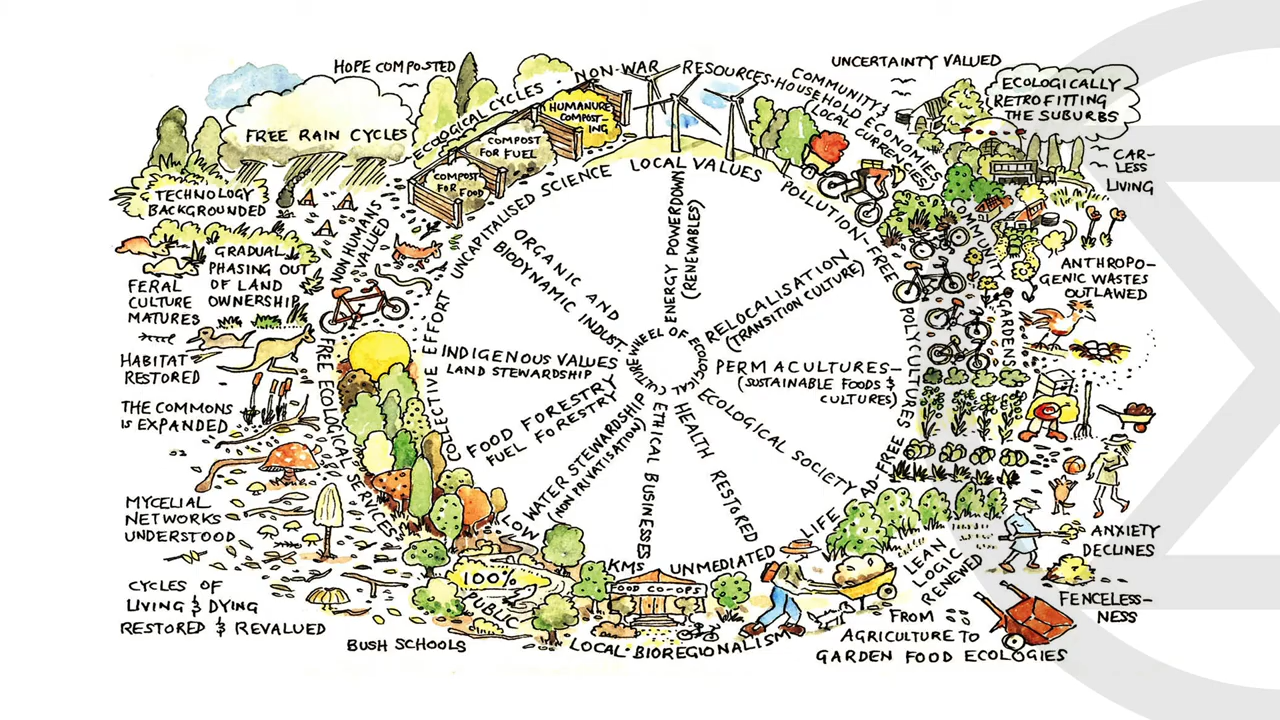 HOPE COMPOSTED
UNCERTAINTY VALUED
NON-WAR RESOURCES·
COMMUNITY &
HOUSEHOLD ECONOMIES
(LOCAL CURRENCIES)
ECOLOGICALLY
RETROFITTING
THE SUBURBS
ECOLOGICAL CYCLES ·
HUMANURE
COMPOST-
ING
COMPOST
FOR FUEL
COMPOST
FOR FOOD
FREE RAIN CYCLES
TECHNOLOGY
BACKGROUNDED
CAR-
LESS
LIVING
NON HUMANS
VALUED
GRADUAL
PHASING OUT
OF LAND
OWNERSHIP
FERAL
CULTURE
MATURES
HABITAT
RESTORED
THE COMMONS
IS EXPANDED
MYCELIAL
NETWORKS
UNDERSTOOD
CYCLES OF
LIVING & DYING
RESTORED & REVALUED
BUSH SCHOOLS
FREE ECOLOGICAL SERVICES
COLLECTIVE EFFORT
UNCAPITALISED SCIENCE
LOCAL VALUES
POLLUTION-FREE
POLYCULTURES
AD-FREE
LIFE
UNMEDIATED
KMS
LOW
100%
PUBLIC
FOOD CO-OPS
LOCAL·BIOREGIONALISM
WHEEL OF ECOLOGICAL CULTURE
ENERGY POWERDOWN
(RENEWABLES)
RELOCALISATION
(TRANSITION CULTURE)
PERMACULTURES-
(SUSTAINABLE FOODS &
CULTURES)
ECOLOGICAL SOCIETY
HEALTH RESTORED
ETHICAL BUSINESSES
WATER STEWARDSHIP
(NON PRIVATISATION)
FOOD FORESTRY
FUEL FORESTRY
INDIGENOUS VALUES
LAND STEWARDSHIP
ORGANIC AND
BIODYNAMIC INDUST.
COMMUNITY GARDENS
ANTHROPO-
GENIC WASTES
OUTLAWED
ANXIETY
DECLINES
FENCELESS-
NESS
LEAN
LOGIC
RENEWED
FROM
AGRICULTURE TO
GARDEN FOOD ECOLOGIES